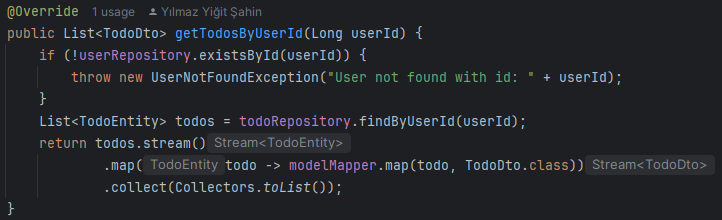 @Override 1 usage Yılmaz Yiğit Şahin
public List<TodoDto> getTodosByUserId(Long userId) {
    if (!userRepository.existsById(userId)) {
        throw new UserNotFoundException("User not found with id: " + userId);
    }
    List<TodoEntity> todos = todoRepository.findByUserId(userId);
    return todos.stream() Stream<TodoEntity>
            .map( TodoEntity todo -> modelMapper.map(todo, TodoDto.class)) Stream<TodoDto>
            .collect(Collectors.toList());
}